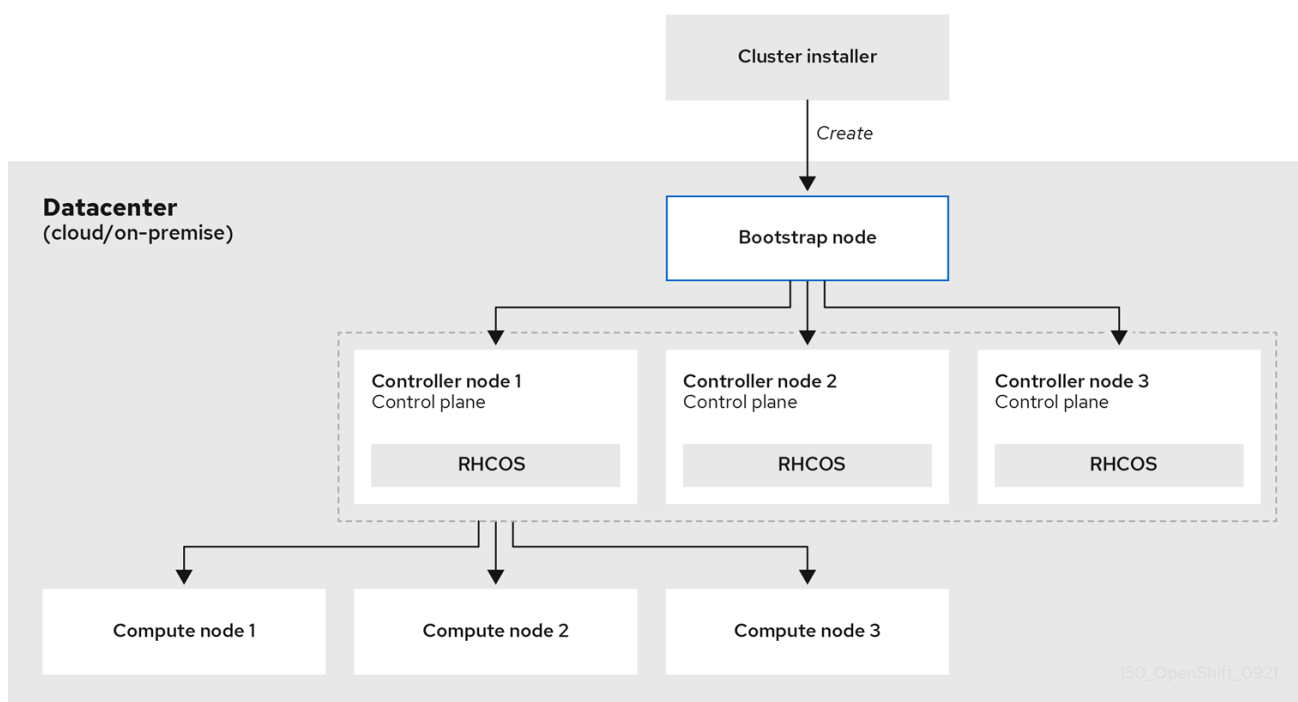 Cluster installer
Create
Datacenter
(cloud/on-premise)
Bootstrap node
Controller node 1
Control plane
RHCOS
Controller node 2
Control plane
RHCOS
Controller node 3
Control plane
RHCOS
Compute node 1
Compute node 2
Compute node 3
150_OpenShift_0921